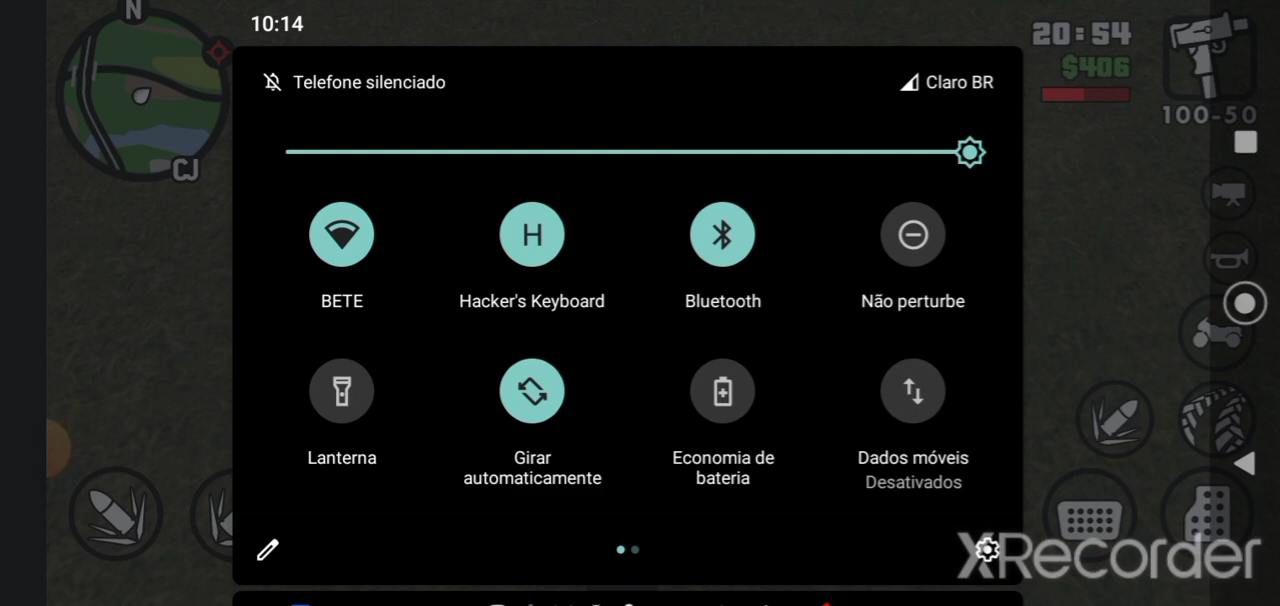 N
10:14
20:54
$406
100-50
CJ
Telefone silenciado
Claro BR
BETE
H
Hacker's Keyboard
Bluetooth
Não perturbe
Lanterna
Girar
automaticamente
Economia de
bateria
Dados móveis
Desativados
XRecorder